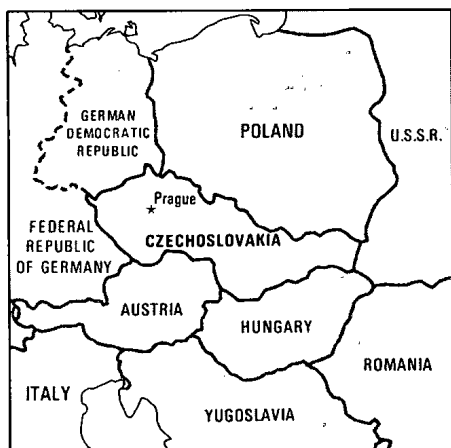 GERMAN
DEMOCRATIC
REPUBLIC
POLAND
U.S.S.R.
Prague
FEDERAL
REPUBLIC
OF GERMANY
CZECHOSLOVAKIA
AUSTRIA
HUNGARY
ROMANIA
ITALY
YUGOSLAVIA